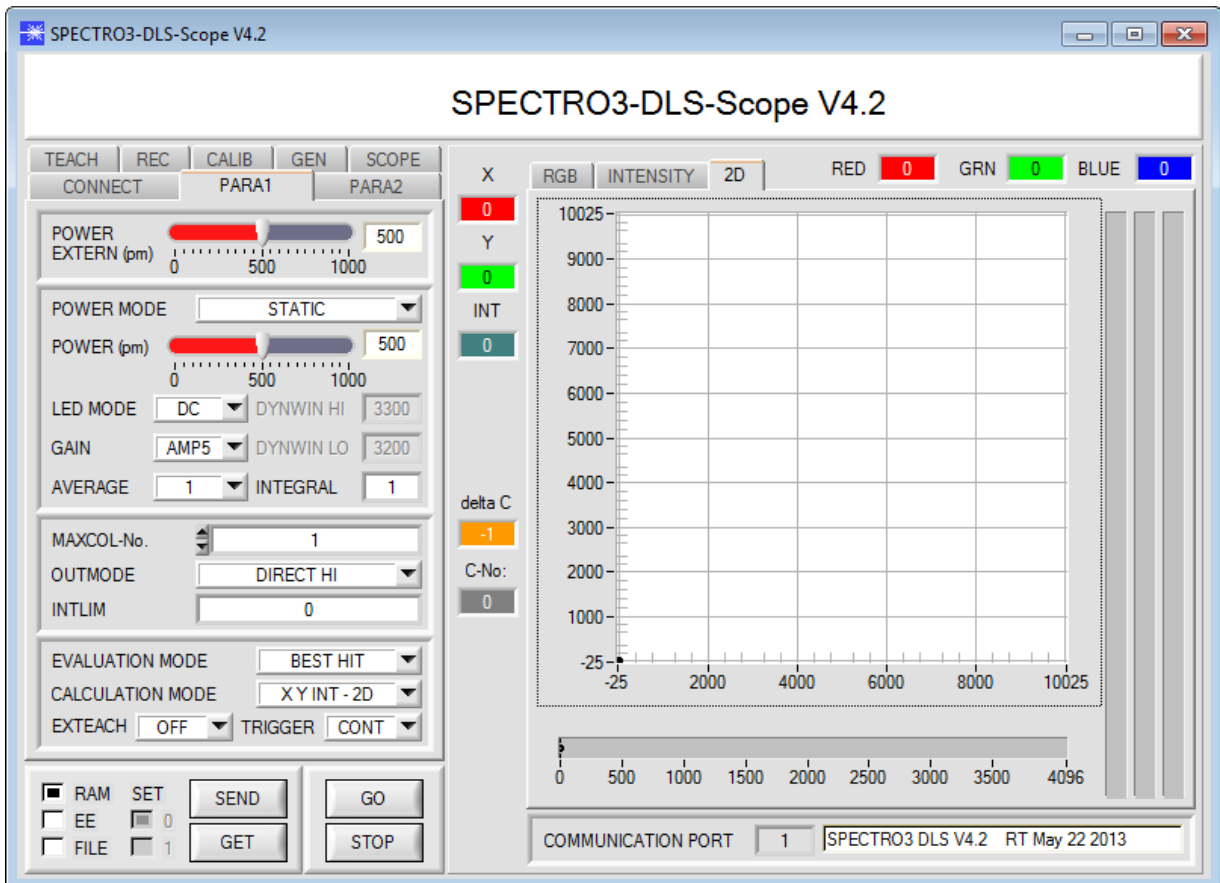 SPECTRO3-DLS-Scope V4.2
SPECTRO3-DLS-Scope V4.2
TEACH REC CALIB GEN SCOPE
CONNECT PARA1 PARA2
POWER EXTERN (pm) 500
0 500 1000
POWER MODE STATIC
POWER (pm) 500
0 500 1000
LED MODE DC DYNWIN HI 3300
GAIN AMP5 DYNWIN LO 3200
AVERAGE 1 INTEGRAL 1
MAXCOL-No. 1
OUTMODE DIRECT HI
INTLIM 0
EVALUATION MODE BEST HIT
CALCULATION MODE X Y INT - 2D
EXTEACH OFF TRIGGER CONT
RAM SET SEND GO
EE 0
FILE 1 GET STOP
X
0
Y
0
INT
0
delta C
-1
C-No:
0
RGB INTENSITY 2D RED 0 GRN 0 BLUE 0
10025
9000
8000
7000
6000
5000
4000
3000
2000
1000
-25
-25 2000 4000 6000 8000 10025
0 500 1000 1500 2000 2500 3000 3500 4096
COMMUNICATION PORT 1 SPECTRO3 DLS V4.2 RT May 22 2013